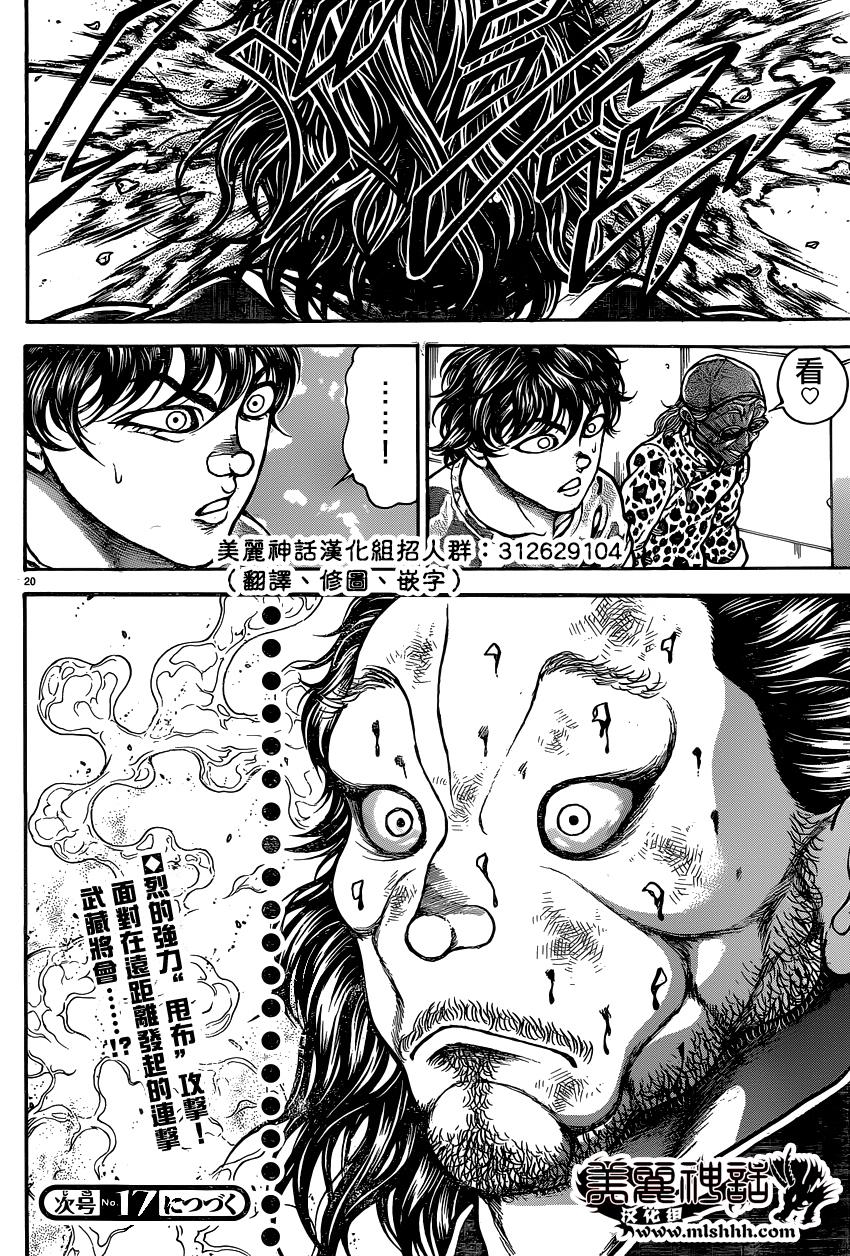 看♡
……！
美麗神話漢化組招人群：312629104
（翻譯、修圖、嵌字）
20
◆烈的強力“甩布”攻擊！
面對在遠距離發起的連擊
武藏將會……！？
次号No.17につづく
美麗神話
汉化组
www.mlshhh.com